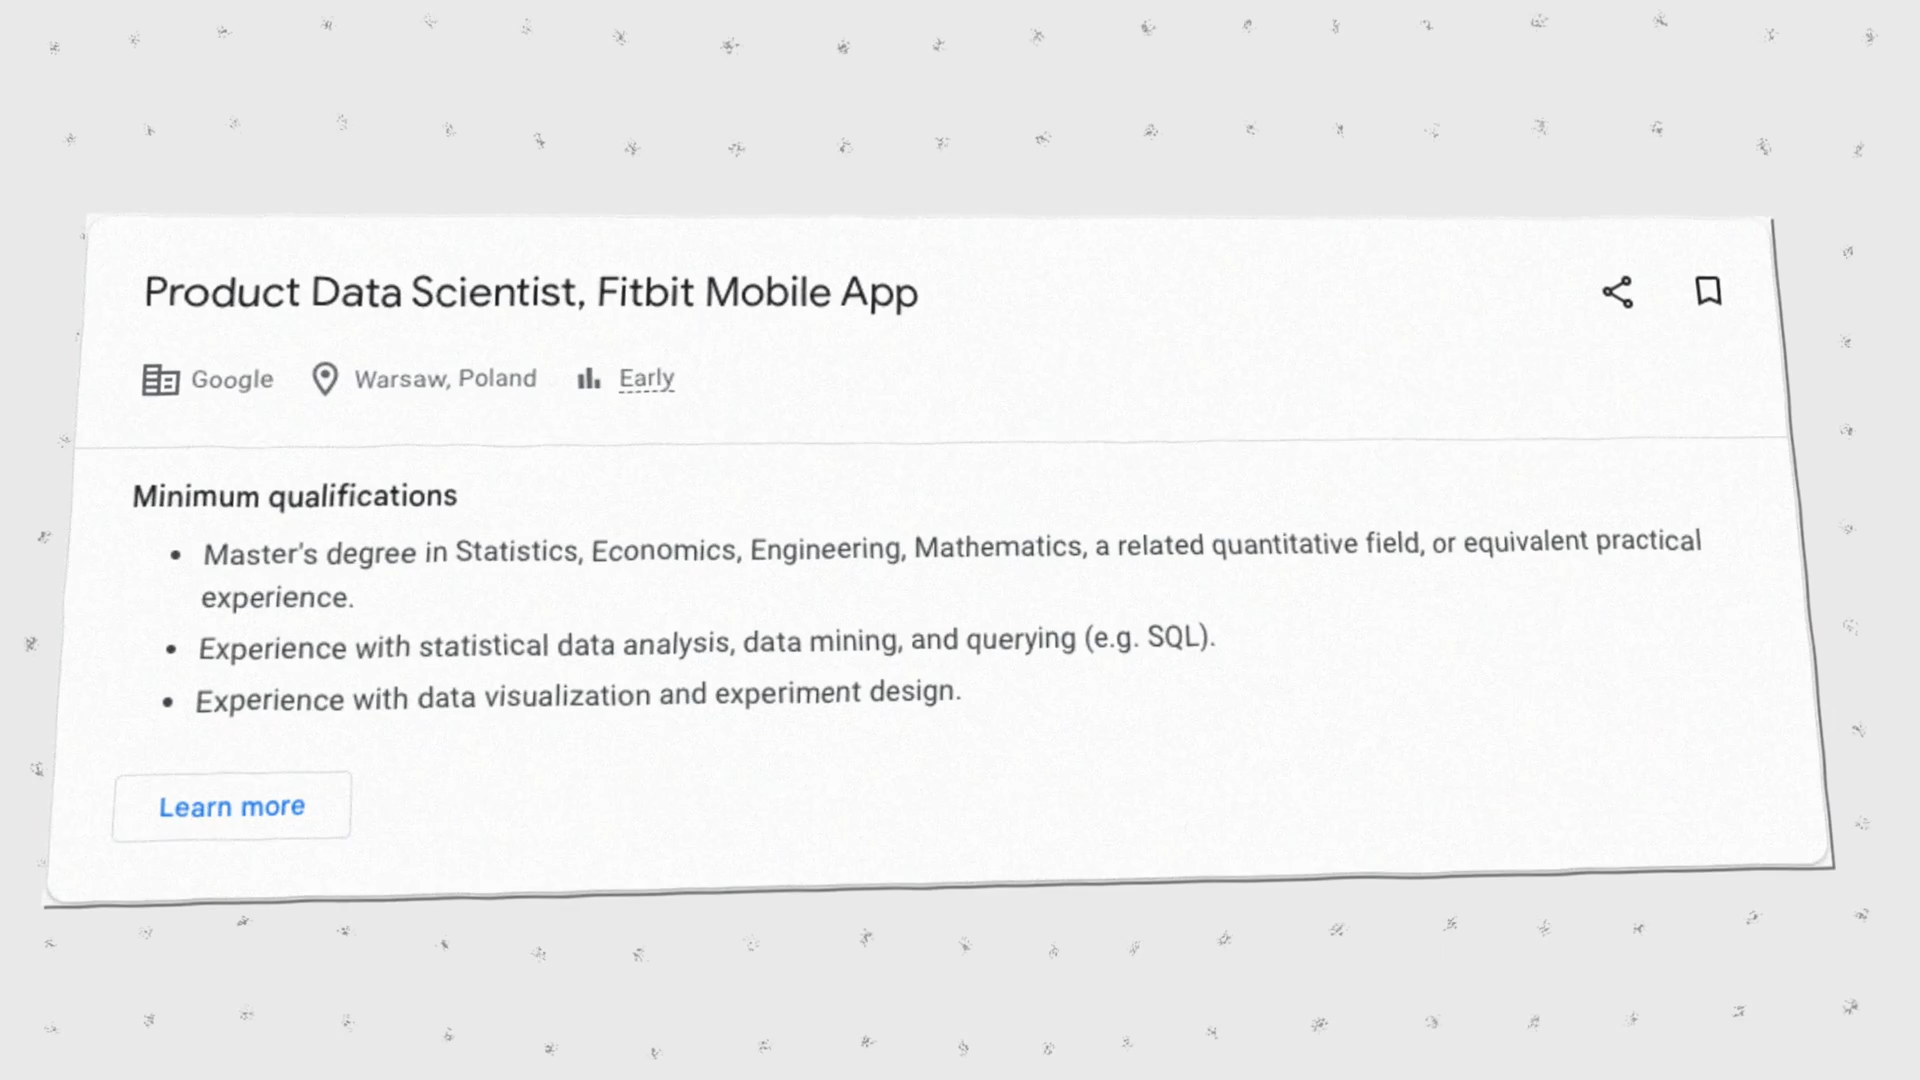 Product Data Scientist, Fitbit Mobile App
Google Warsaw, Poland Early
Minimum qualifications
• Master's degree in Statistics, Economics, Engineering, Mathematics, a related quantitative field, or equivalent practical
experience.
• Experience with statistical data analysis, data mining, and querying (e.g. SQL).
• Experience with data visualization and experiment design.
Learn more